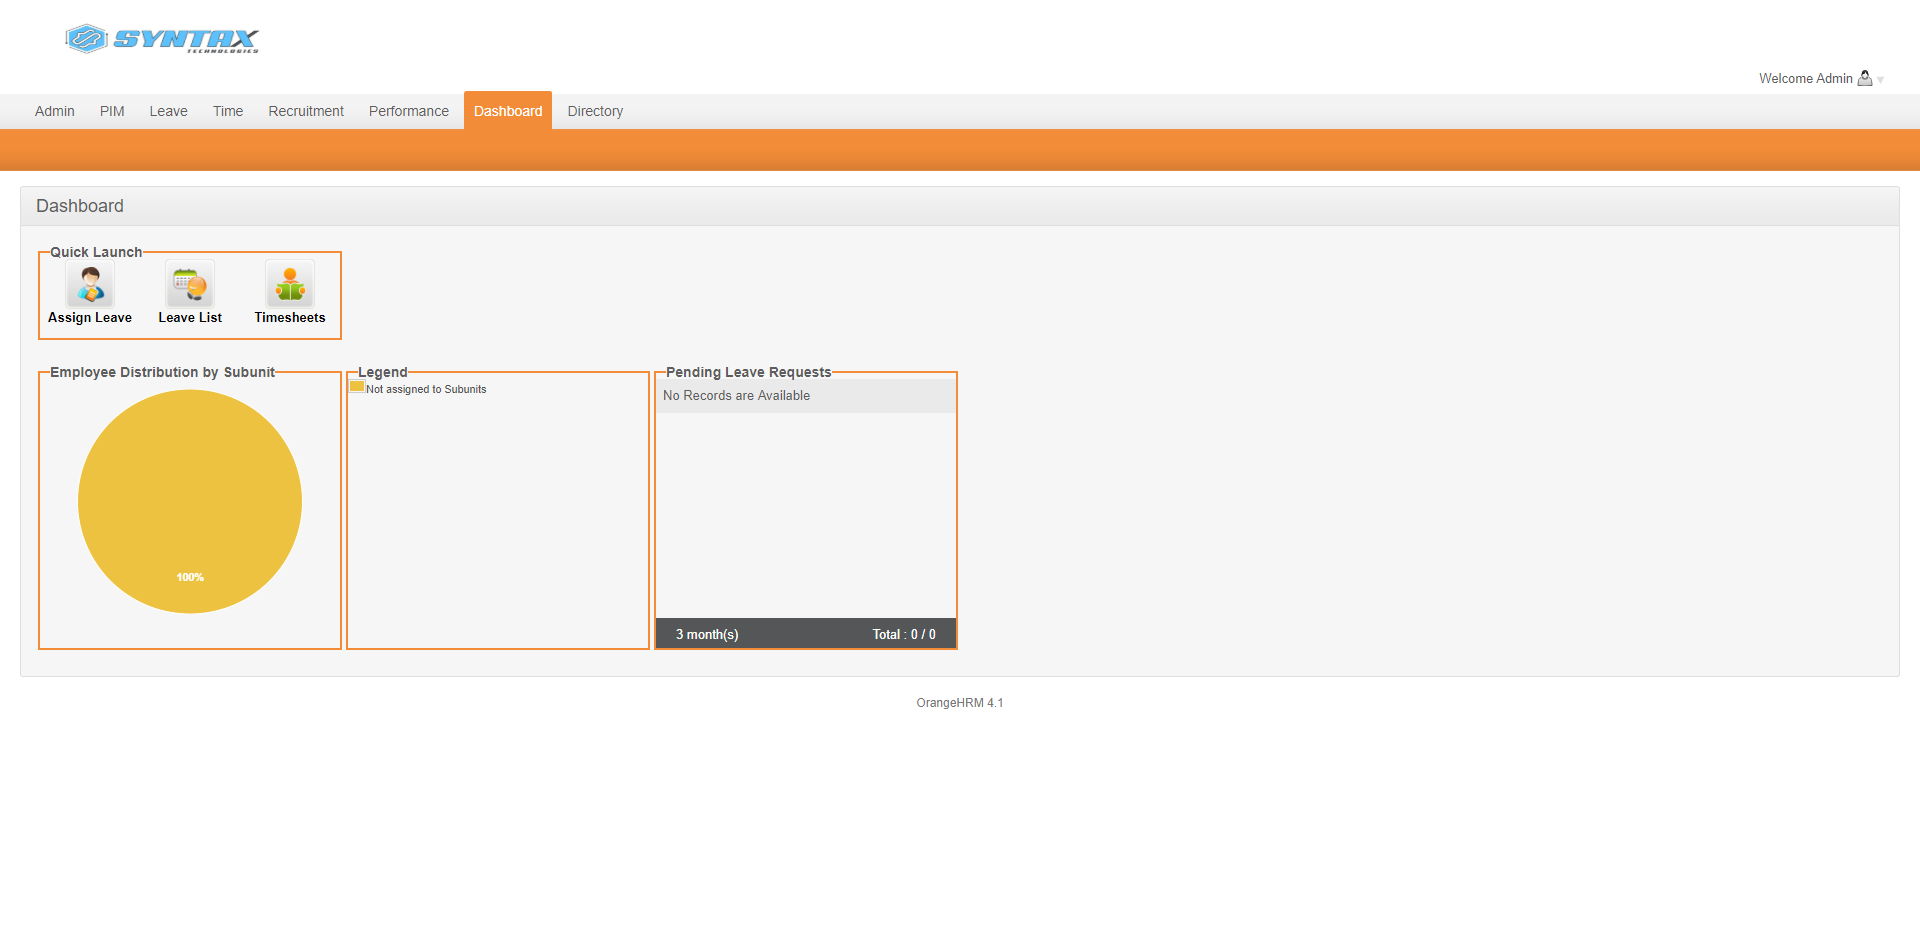 SYNTAX
TECHNOLOGIES
Welcome Admin
Admin PIM Leave Time Recruitment Performance Dashboard Directory
Dashboard
Quick Launch
Assign Leave Leave List Timesheets
Employee Distribution by Subunit
100%
Legend
Not assigned to Subunits
Pending Leave Requests
No Records are Available
3 month(s) Total : 0 / 0
OrangeHRM 4.1